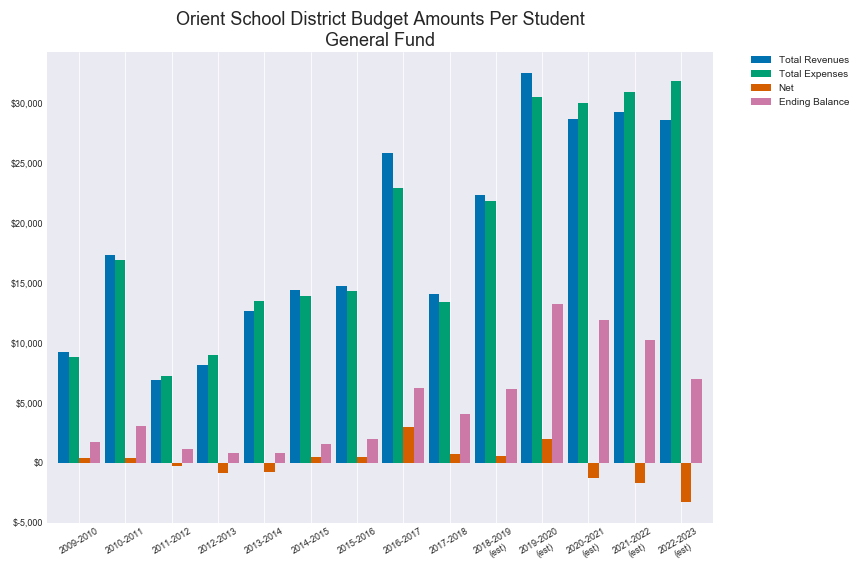 Orient School District Budget Amounts Per Student
General Fund
Total Revenues
Total Expenses
Net
Ending Balance
$30,000
$25,000
$20,000
$15,000
$10,000
$5,000
$0
$-5,000
2009-2010
2010-2011
2011-2012
2012-2013
2013-2014
2014-2015
2015-2016
2016-2017
2017-2018
2018-2019
(est)
2019-2020
(est)
2020-2021
(est)
2021-2022
(est)
2022-2023
(est)